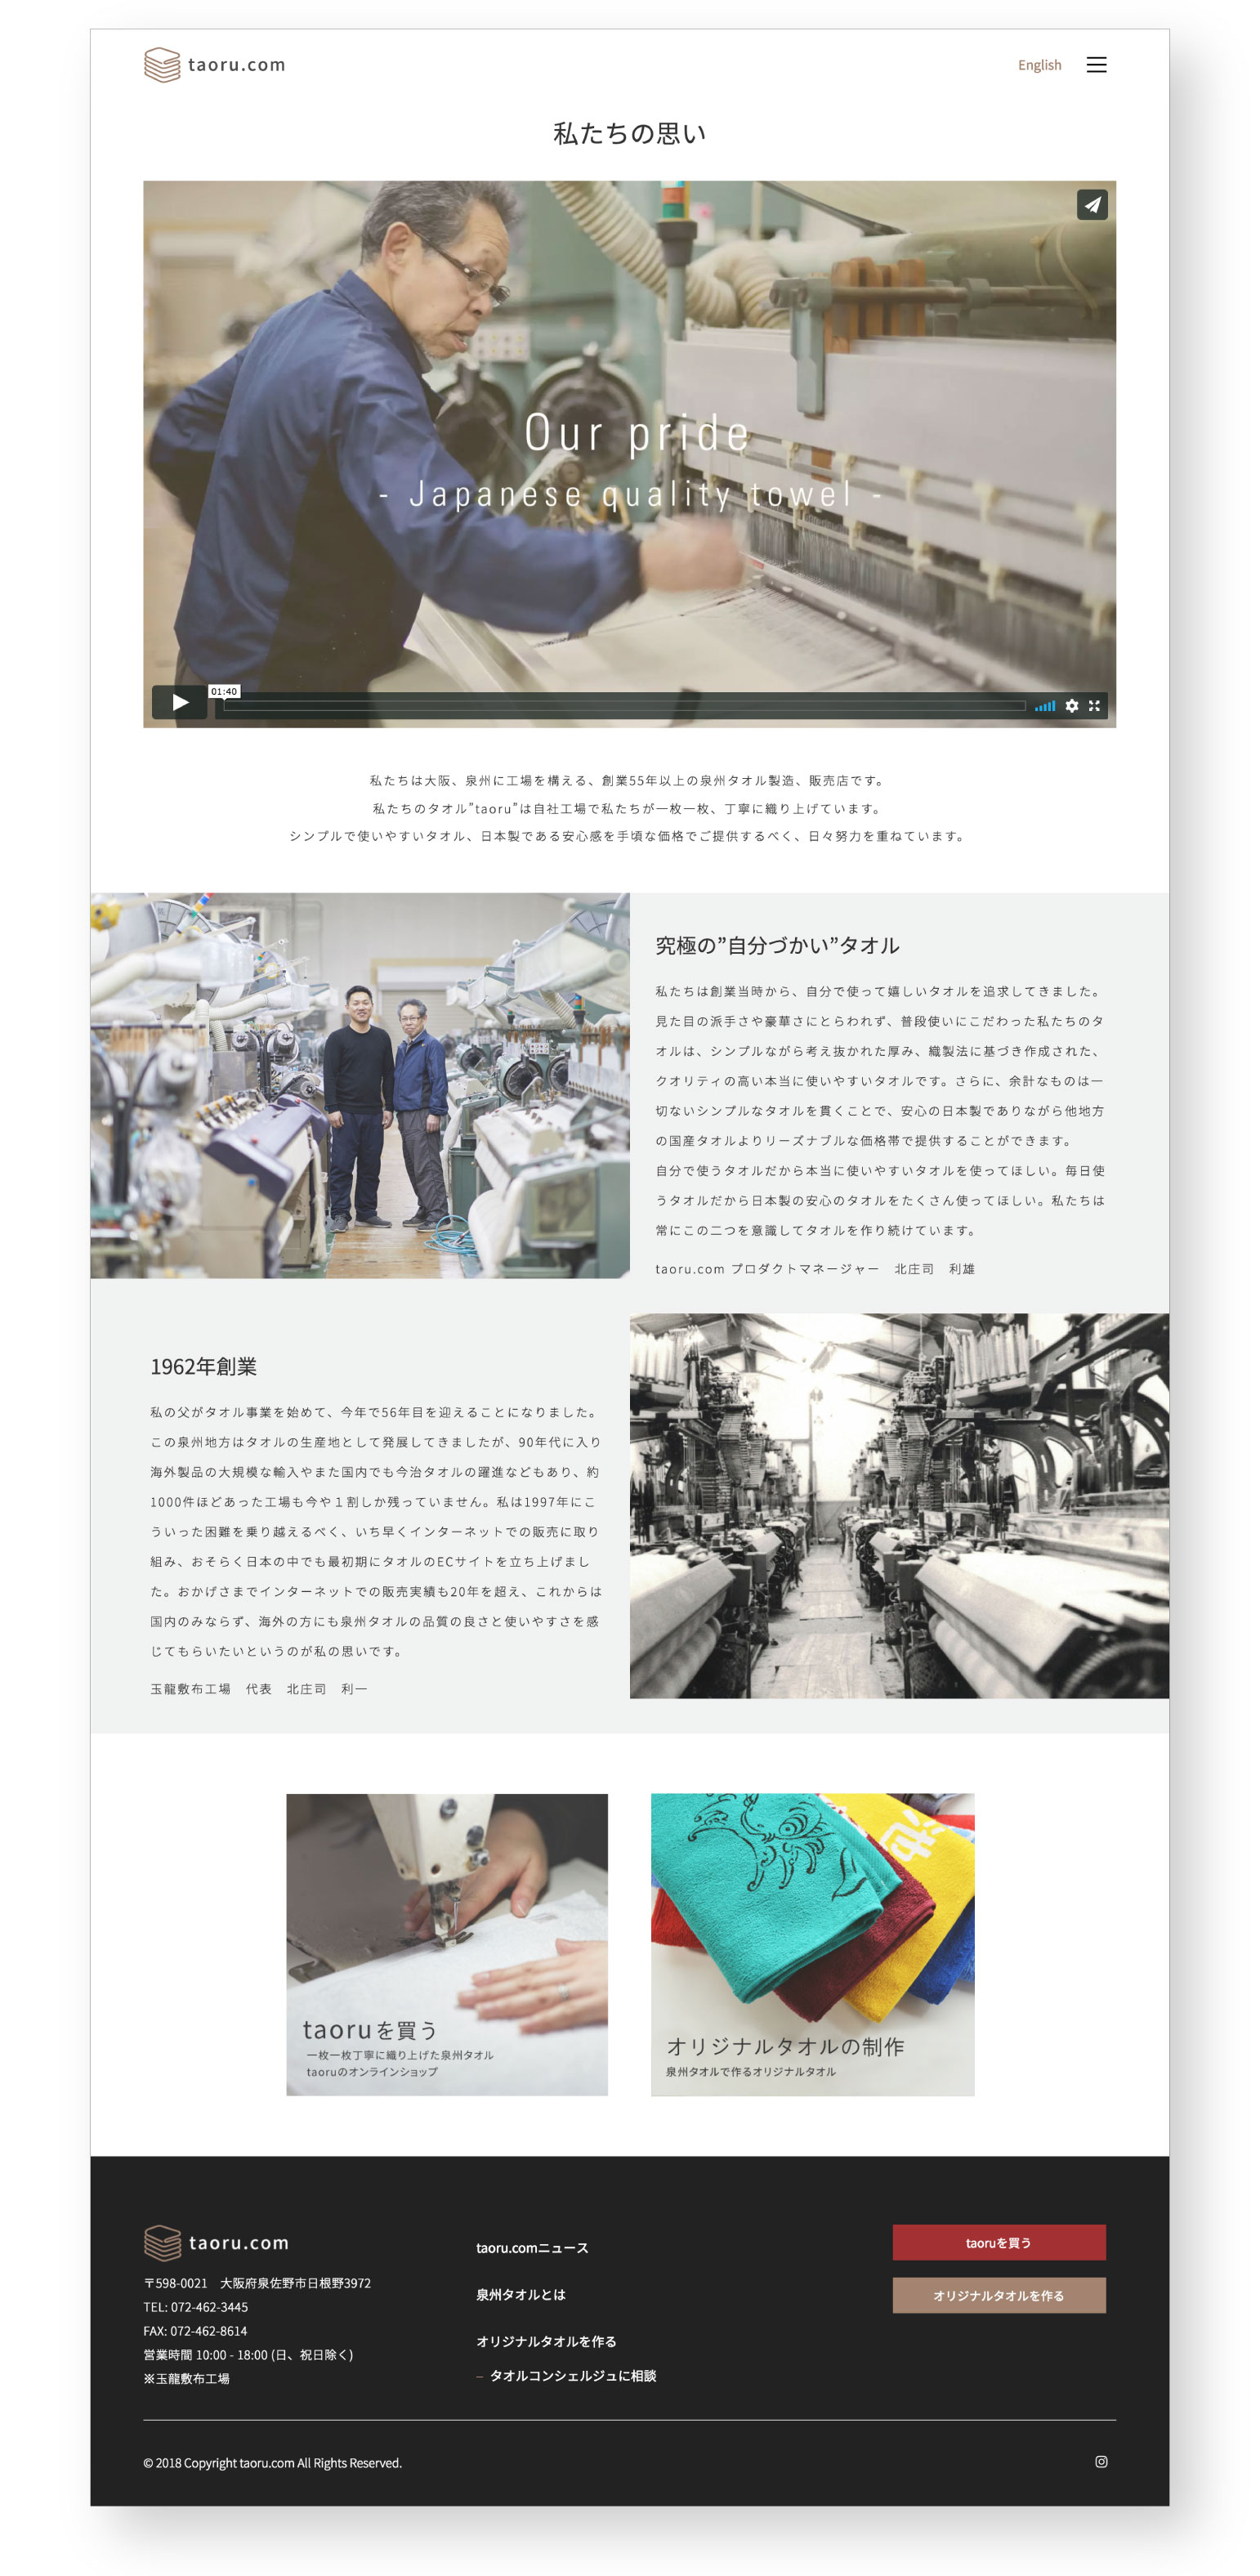 taoru.com
English
私たちの思い
Our pride
- Japanese quality towel -
01:40
私たちは大阪、泉州に工場を構える、創業55年以上の泉州タオル製造、販売店です。
私たちのタオル”taoru”は自社工場で私たちが一枚一枚、丁寧に織り上げています。
シンプルで使いやすいタオル、日本製である安心感を手頃な価格でご提供するべく、日々努力を重ねています。
究極の”自分づかい”タオル
私たちは創業当時から、自分で使って嬉しいタオルを追求してきました。
見た目の派手さや豪華さにとらわれず、普段使いにこだわった私たちのタ
オルは、シンプルながら考え抜かれた厚み、織製法に基づき作成された、
クオリティの高い本当に使いやすいタオルです。さらに、余計なものは一
切ないシンプルなタオルを貫くことで、安心の日本製でありながら他地方
の国産タオルよりリーズナブルな価格帯で提供することができます。
自分で使うタオルだから本当に使いやすいタオルを使ってほしい。毎日使
うタオルだから日本製の安心のタオルをたくさん使ってほしい。私たちは
常にこの二つを意識してタオルを作り続けています。
taoru.com プロダクトマネージャー　北庄司　利雄
1962年創業
私の父がタオル事業を始めて、今年で56年目を迎えることになりました。
この泉州地方はタオルの生産地として発展してきましたが、90年代に入り
海外製品の大規模な輸入やまた国内でも今治タオルの躍進などもあり、約
1000件ほどあった工場も今や１割しか残っていません。私は1997年にこ
ういった困難を乗り越えるべく、いち早くインターネットでの販売に取り
組み、おそらく日本の中でも最初期にタオルのECサイトを立ち上げまし
た。おかげさまでインターネットでの販売実績も20年を超え、これからは
国内のみならず、海外の方にも泉州タオルの品質の良さと使いやすさを感
じてもらいたいというのが私の思いです。
玉龍敷布工場　代表　北庄司　利一
taoruを買う
一枚一枚丁寧に織り上げた泉州タオル
taoruのオンラインショップ
オリジナルタオルの制作
泉州タオルで作るオリジナルタオル
taoru.com
〒598-0021　大阪府泉佐野市日根野3972
TEL: 072-462-3445
FAX: 072-462-8614
営業時間 10:00 - 18:00 (日、祝日除く)
※玉龍敷布工場
taoru.comニュース
泉州タオルとは
オリジナルタオルを作る
– タオルコンシェルジュに相談
taoruを買う
オリジナルタオルを作る
© 2018 Copyright taoru.com All Rights Reserved.